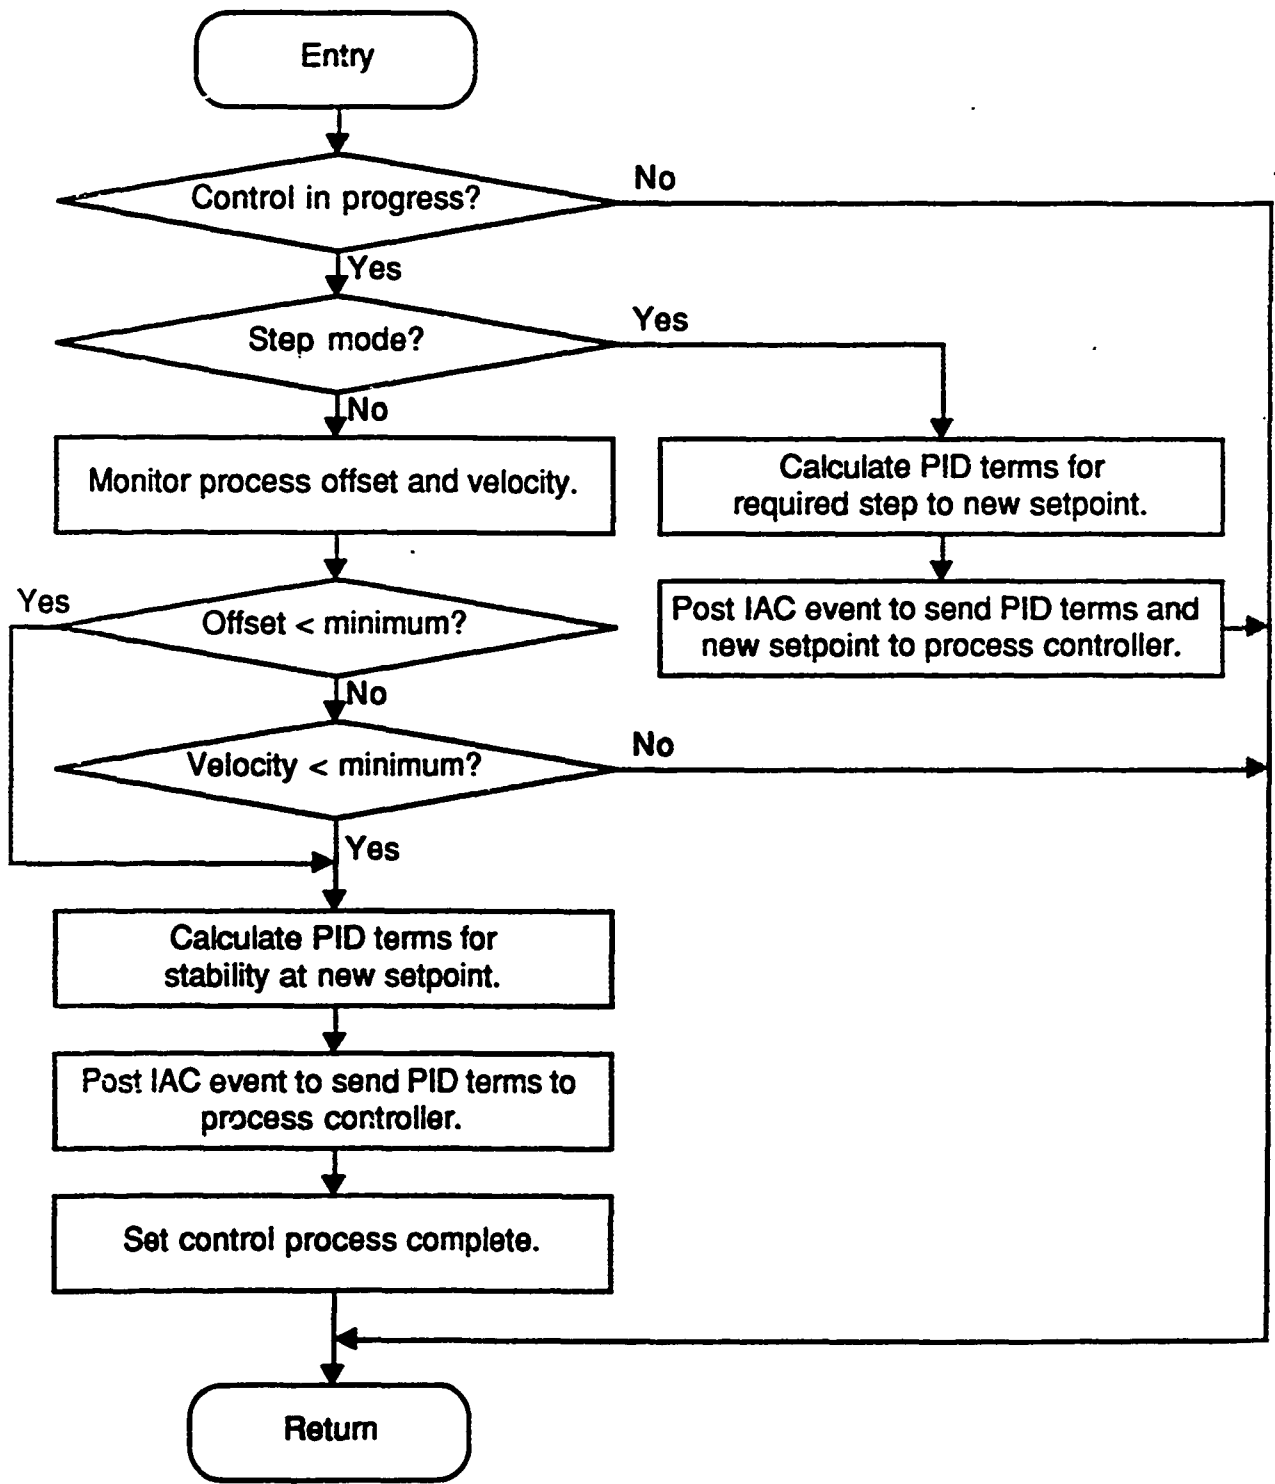 Entry
Control in progress?
No
Yes
Step mode?
Yes
No
Monitor process offset and velocity.
Calculate PID terms for
required step to new setpoint.
Yes
Offset < minimum?
Post IAC event to send PID terms and
new setpoint to process controller.
No
Velocity < minimum?
No
Yes
Calculate PID terms for
stability at new setpoint.
Post IAC event to send PID terms to
process controller.
Set control process complete.
Return